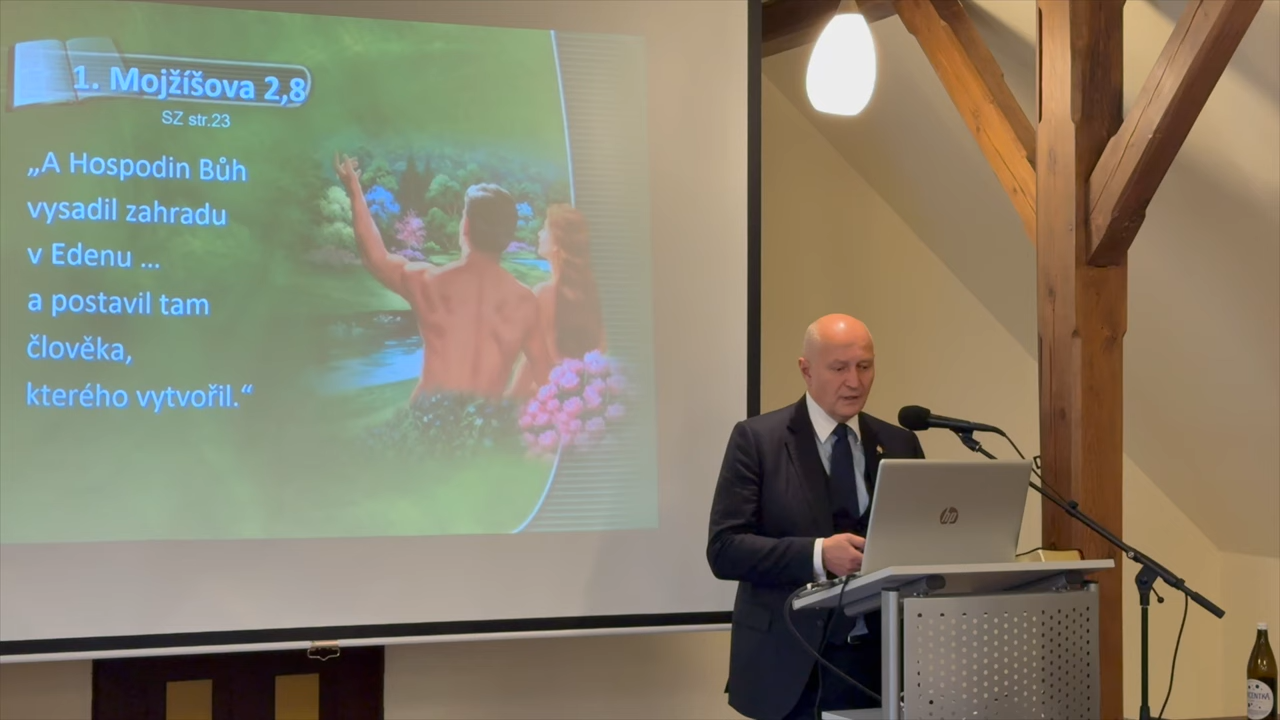 1. Mojžíšova 2,8
SZ str.23
„A Hospodin Bůh
vysadil zahradu
v Edenu ...
a postavil tam
člověka,
kterého vytvořil.“
hp